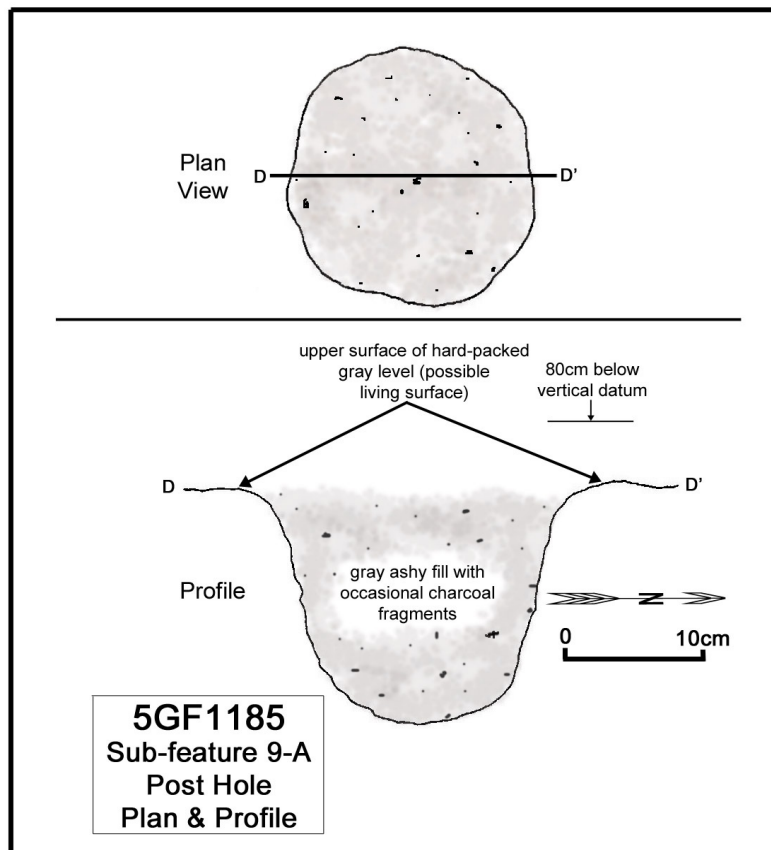 Plan
View
D
D'
upper surface of hard-packed
gray level (possible
living surface)
80cm below
vertical datum
D
D'
Profile
gray ashy fill with
occasional charcoal
fragments
N
0
10cm
5GF1185
Sub-feature 9-A
Post Hole
Plan & Profile